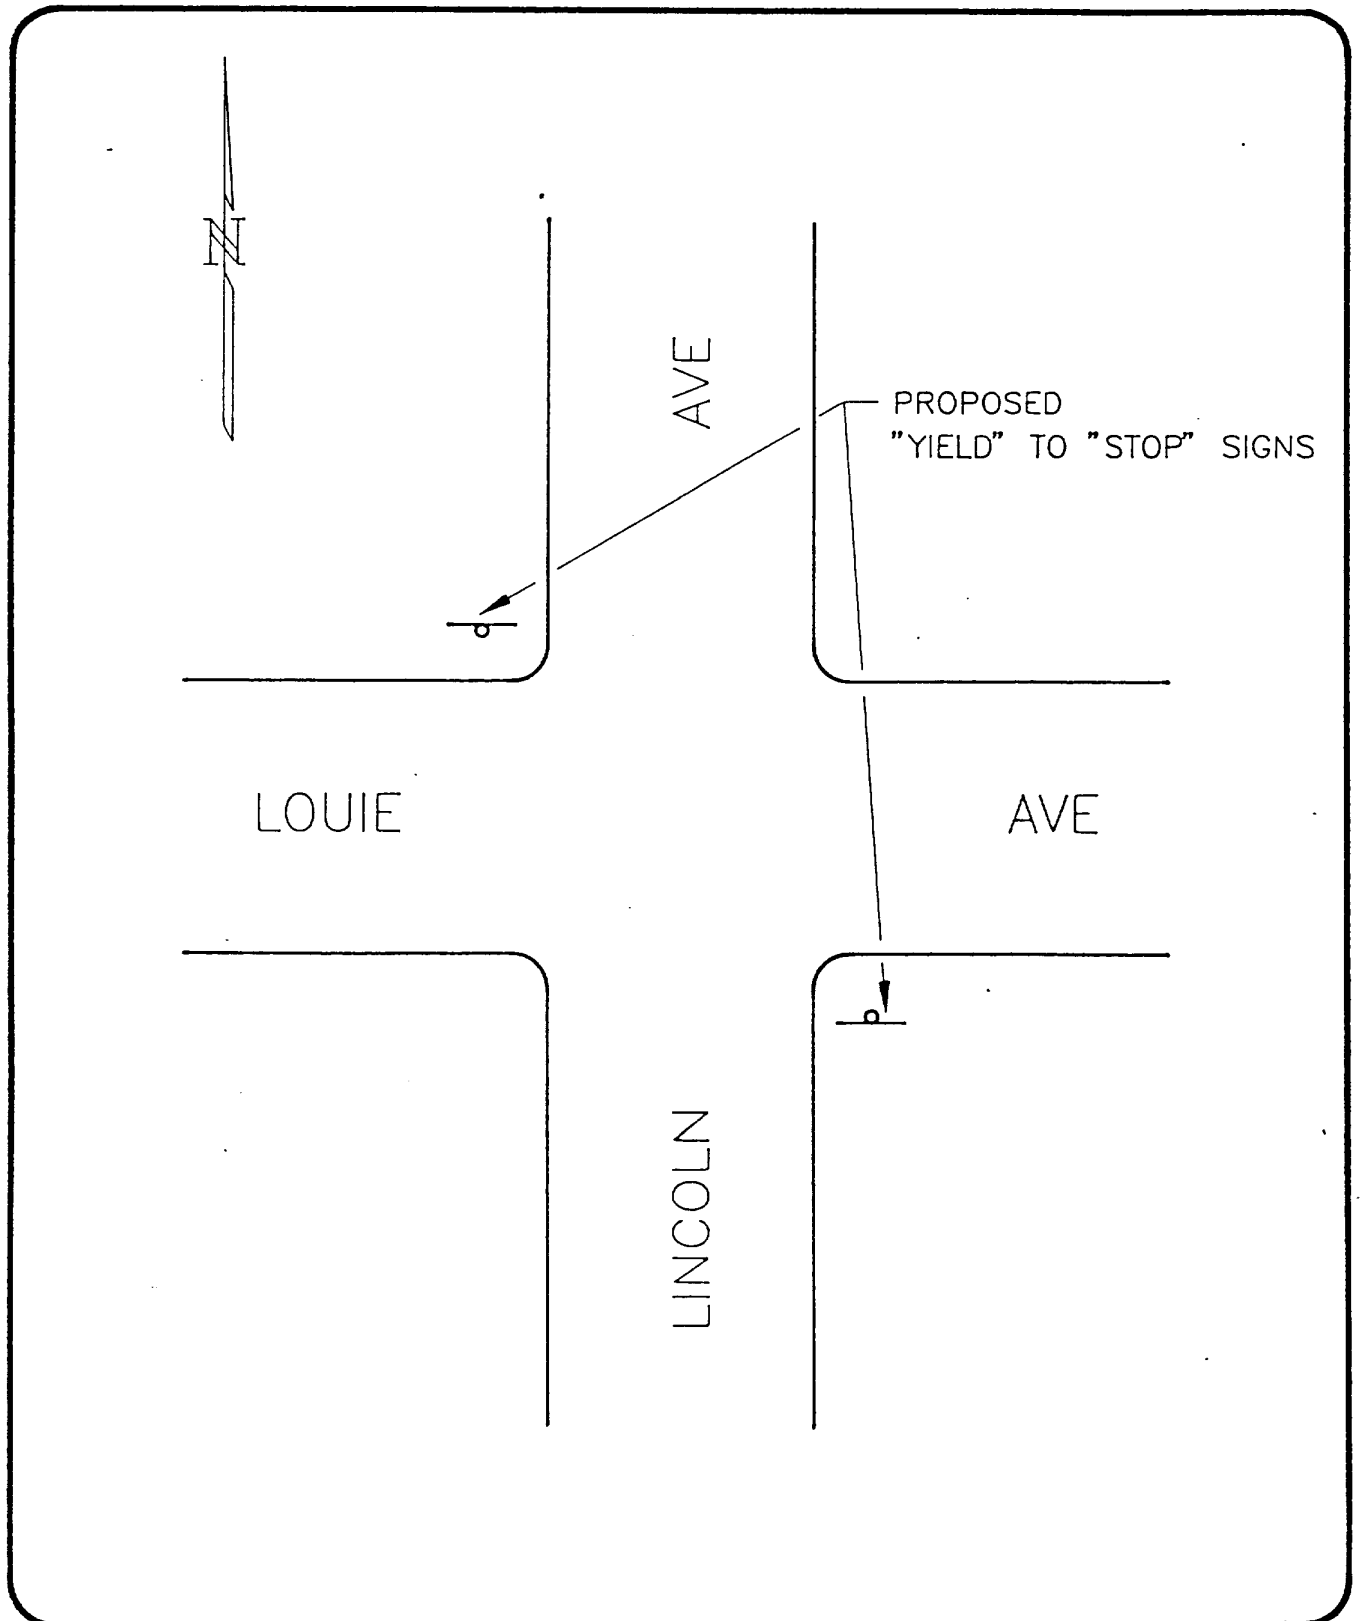 N
AVE
PROPOSED
"YIELD" TO "STOP" SIGNS
LOUIE
AVE
LINCOLN